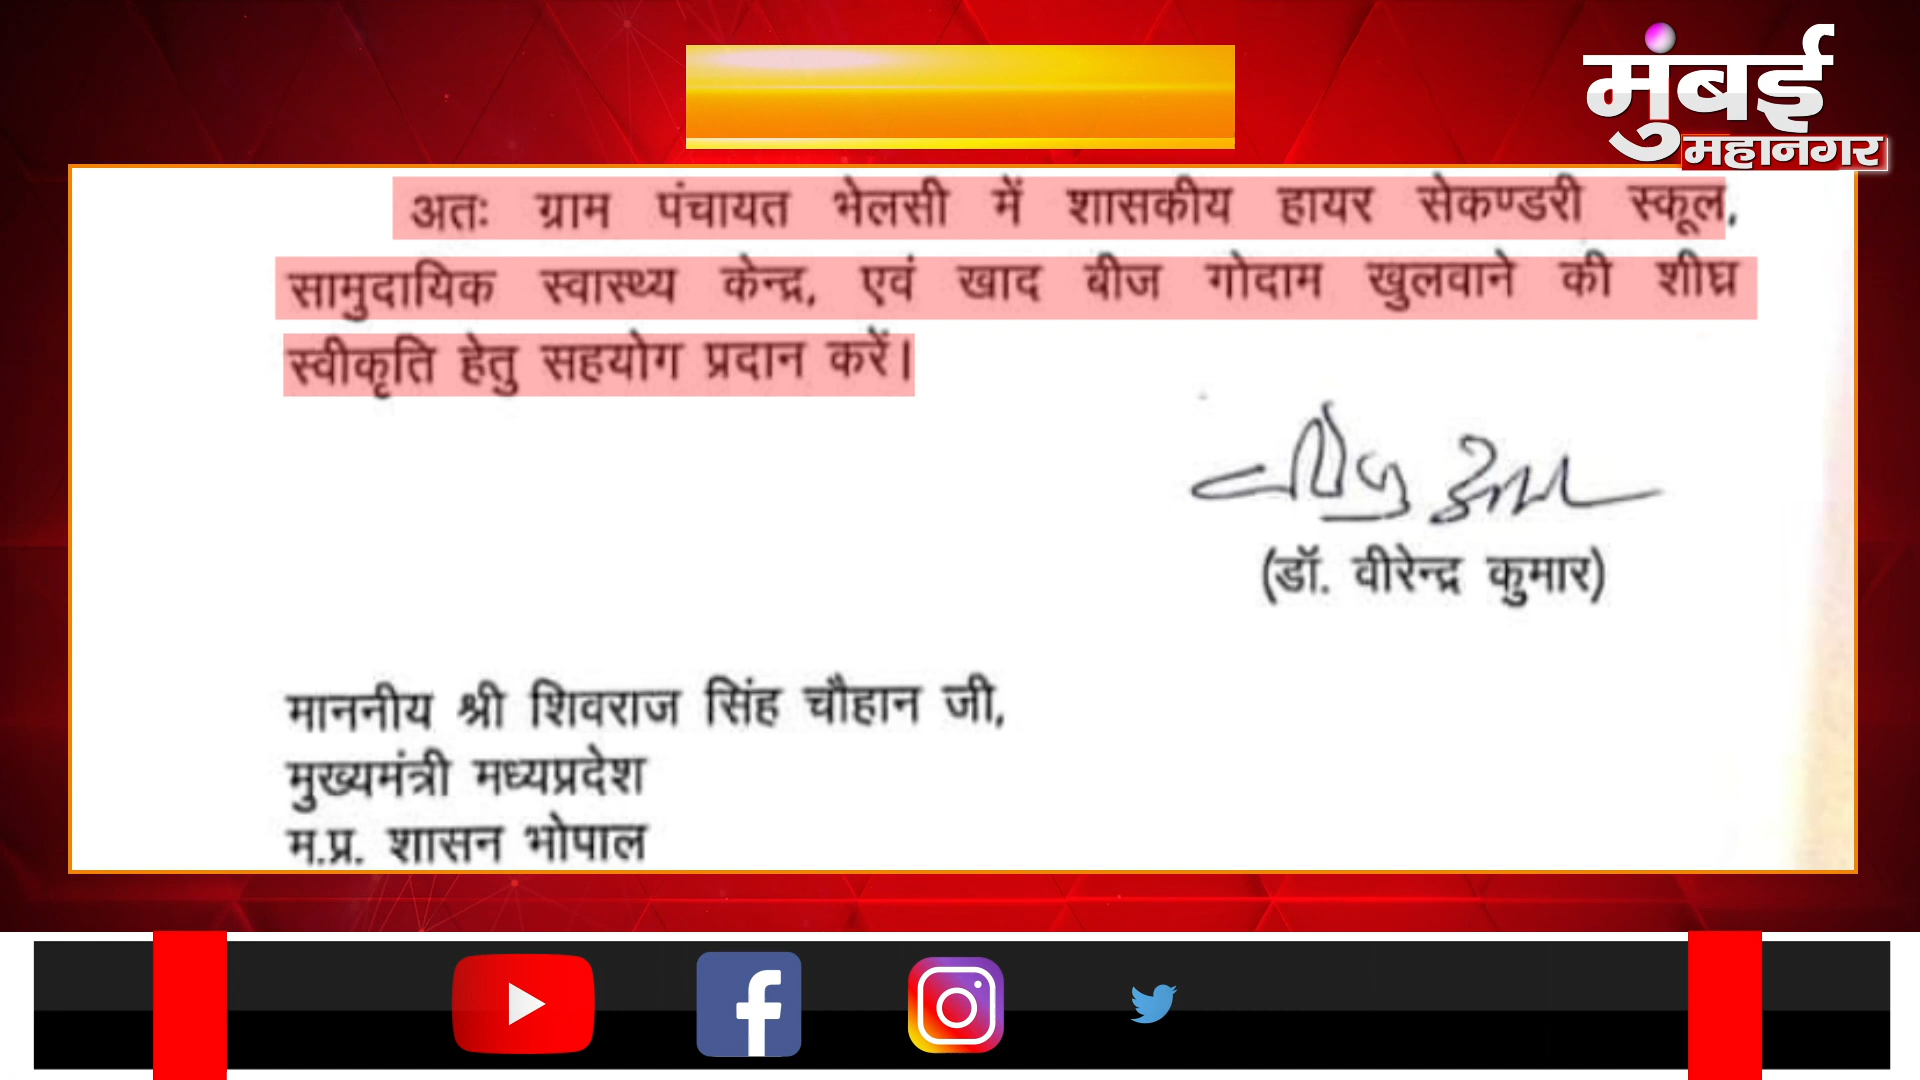 मुंबई
महानगर
अतः ग्राम पंचायत भेलसी में शासकीय हायर सेकण्डरी स्कूल,
सामुदायिक स्वास्थ्य केन्द्र, एवं खाद बीज गोदाम खुलवाने की शीघ्र
स्वीकृति हेतु सहयोग प्रदान करें।
(डॉ. वीरेन्द्र कुमार)
माननीय श्री शिवराज सिंह चौहान जी,
मुख्यमंत्री मध्यप्रदेश
म.प्र. शासन भोपाल